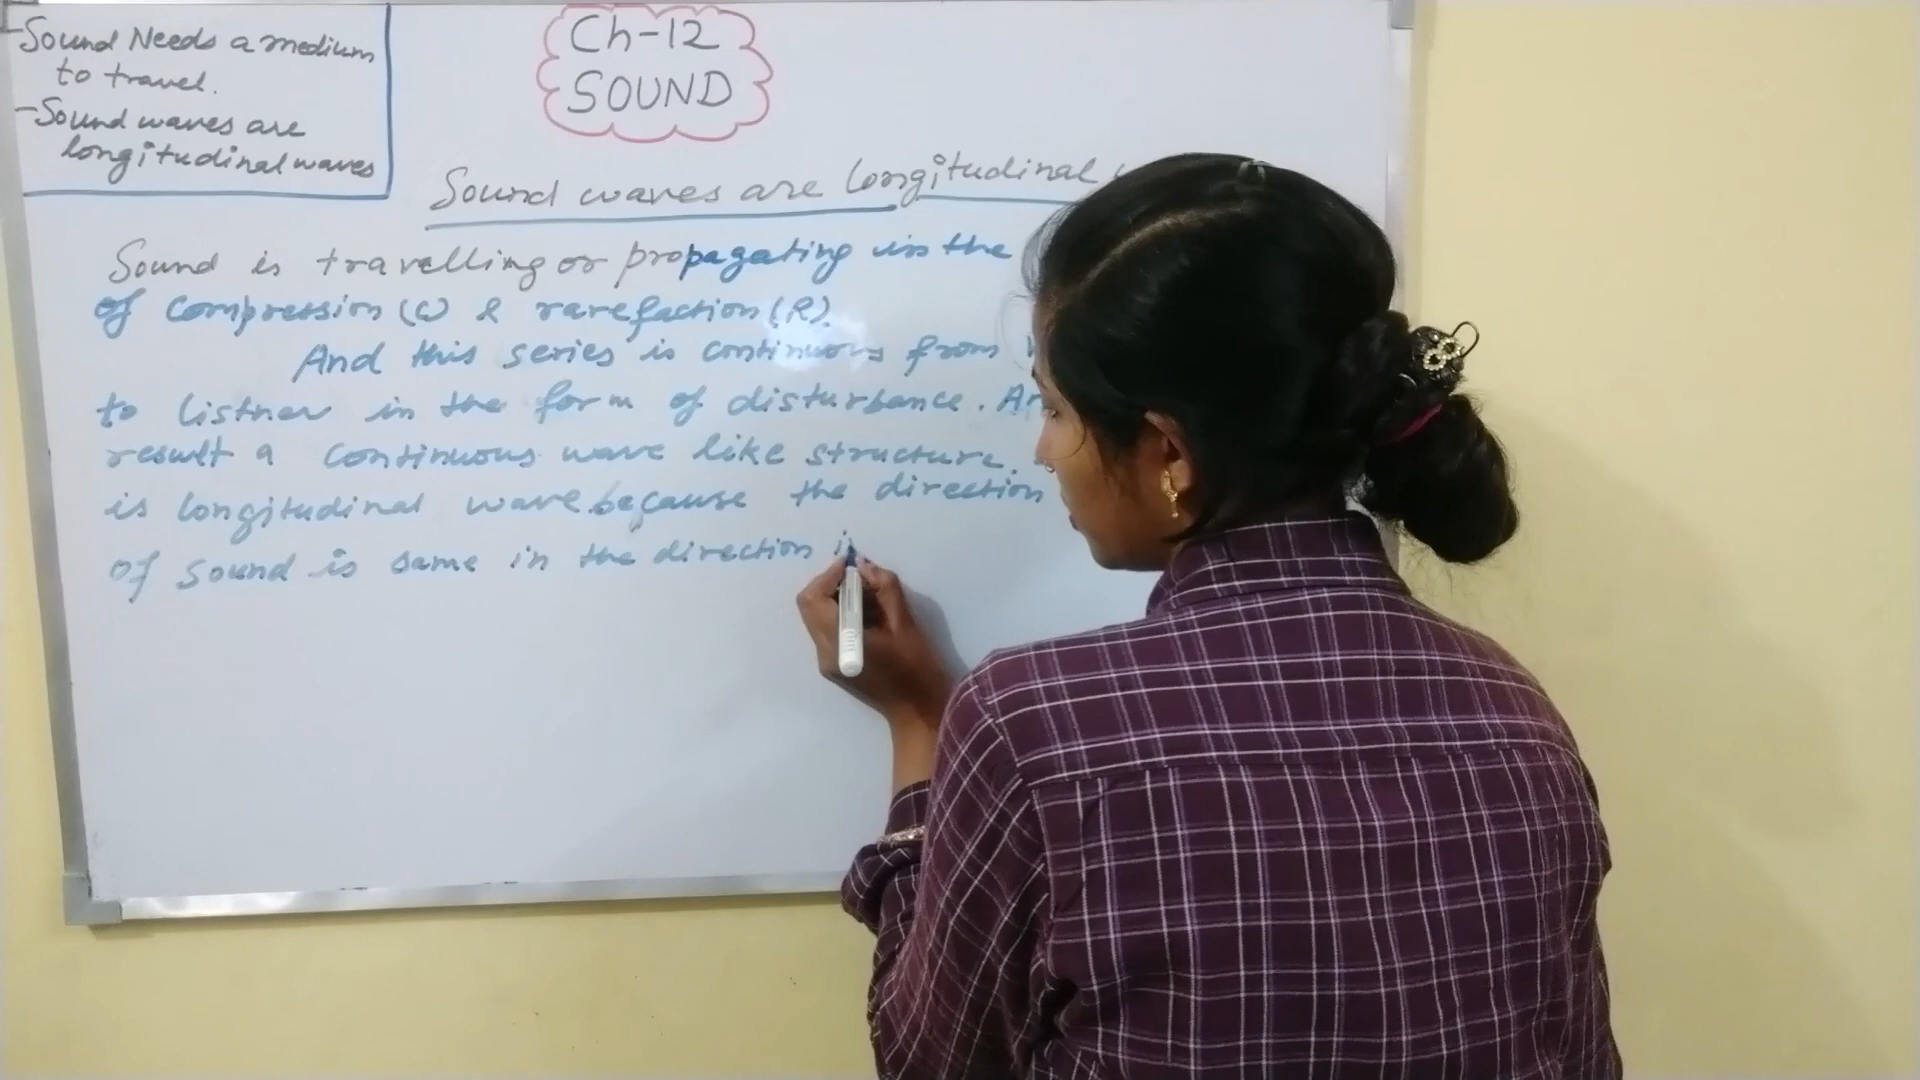 -Sound Needs a medium
to travel.
-Sound waves are
longitudinal waves
Ch-12
SOUND
Sound waves are longitudinal
Sound is travelling or propagating in the
of compression (C) & rarefaction (R).
And this series is continuous from
to listner in the form of disturbance.
result a continuous wave like structure.
is longitudinal wave because the direction
of sound is same in the direction